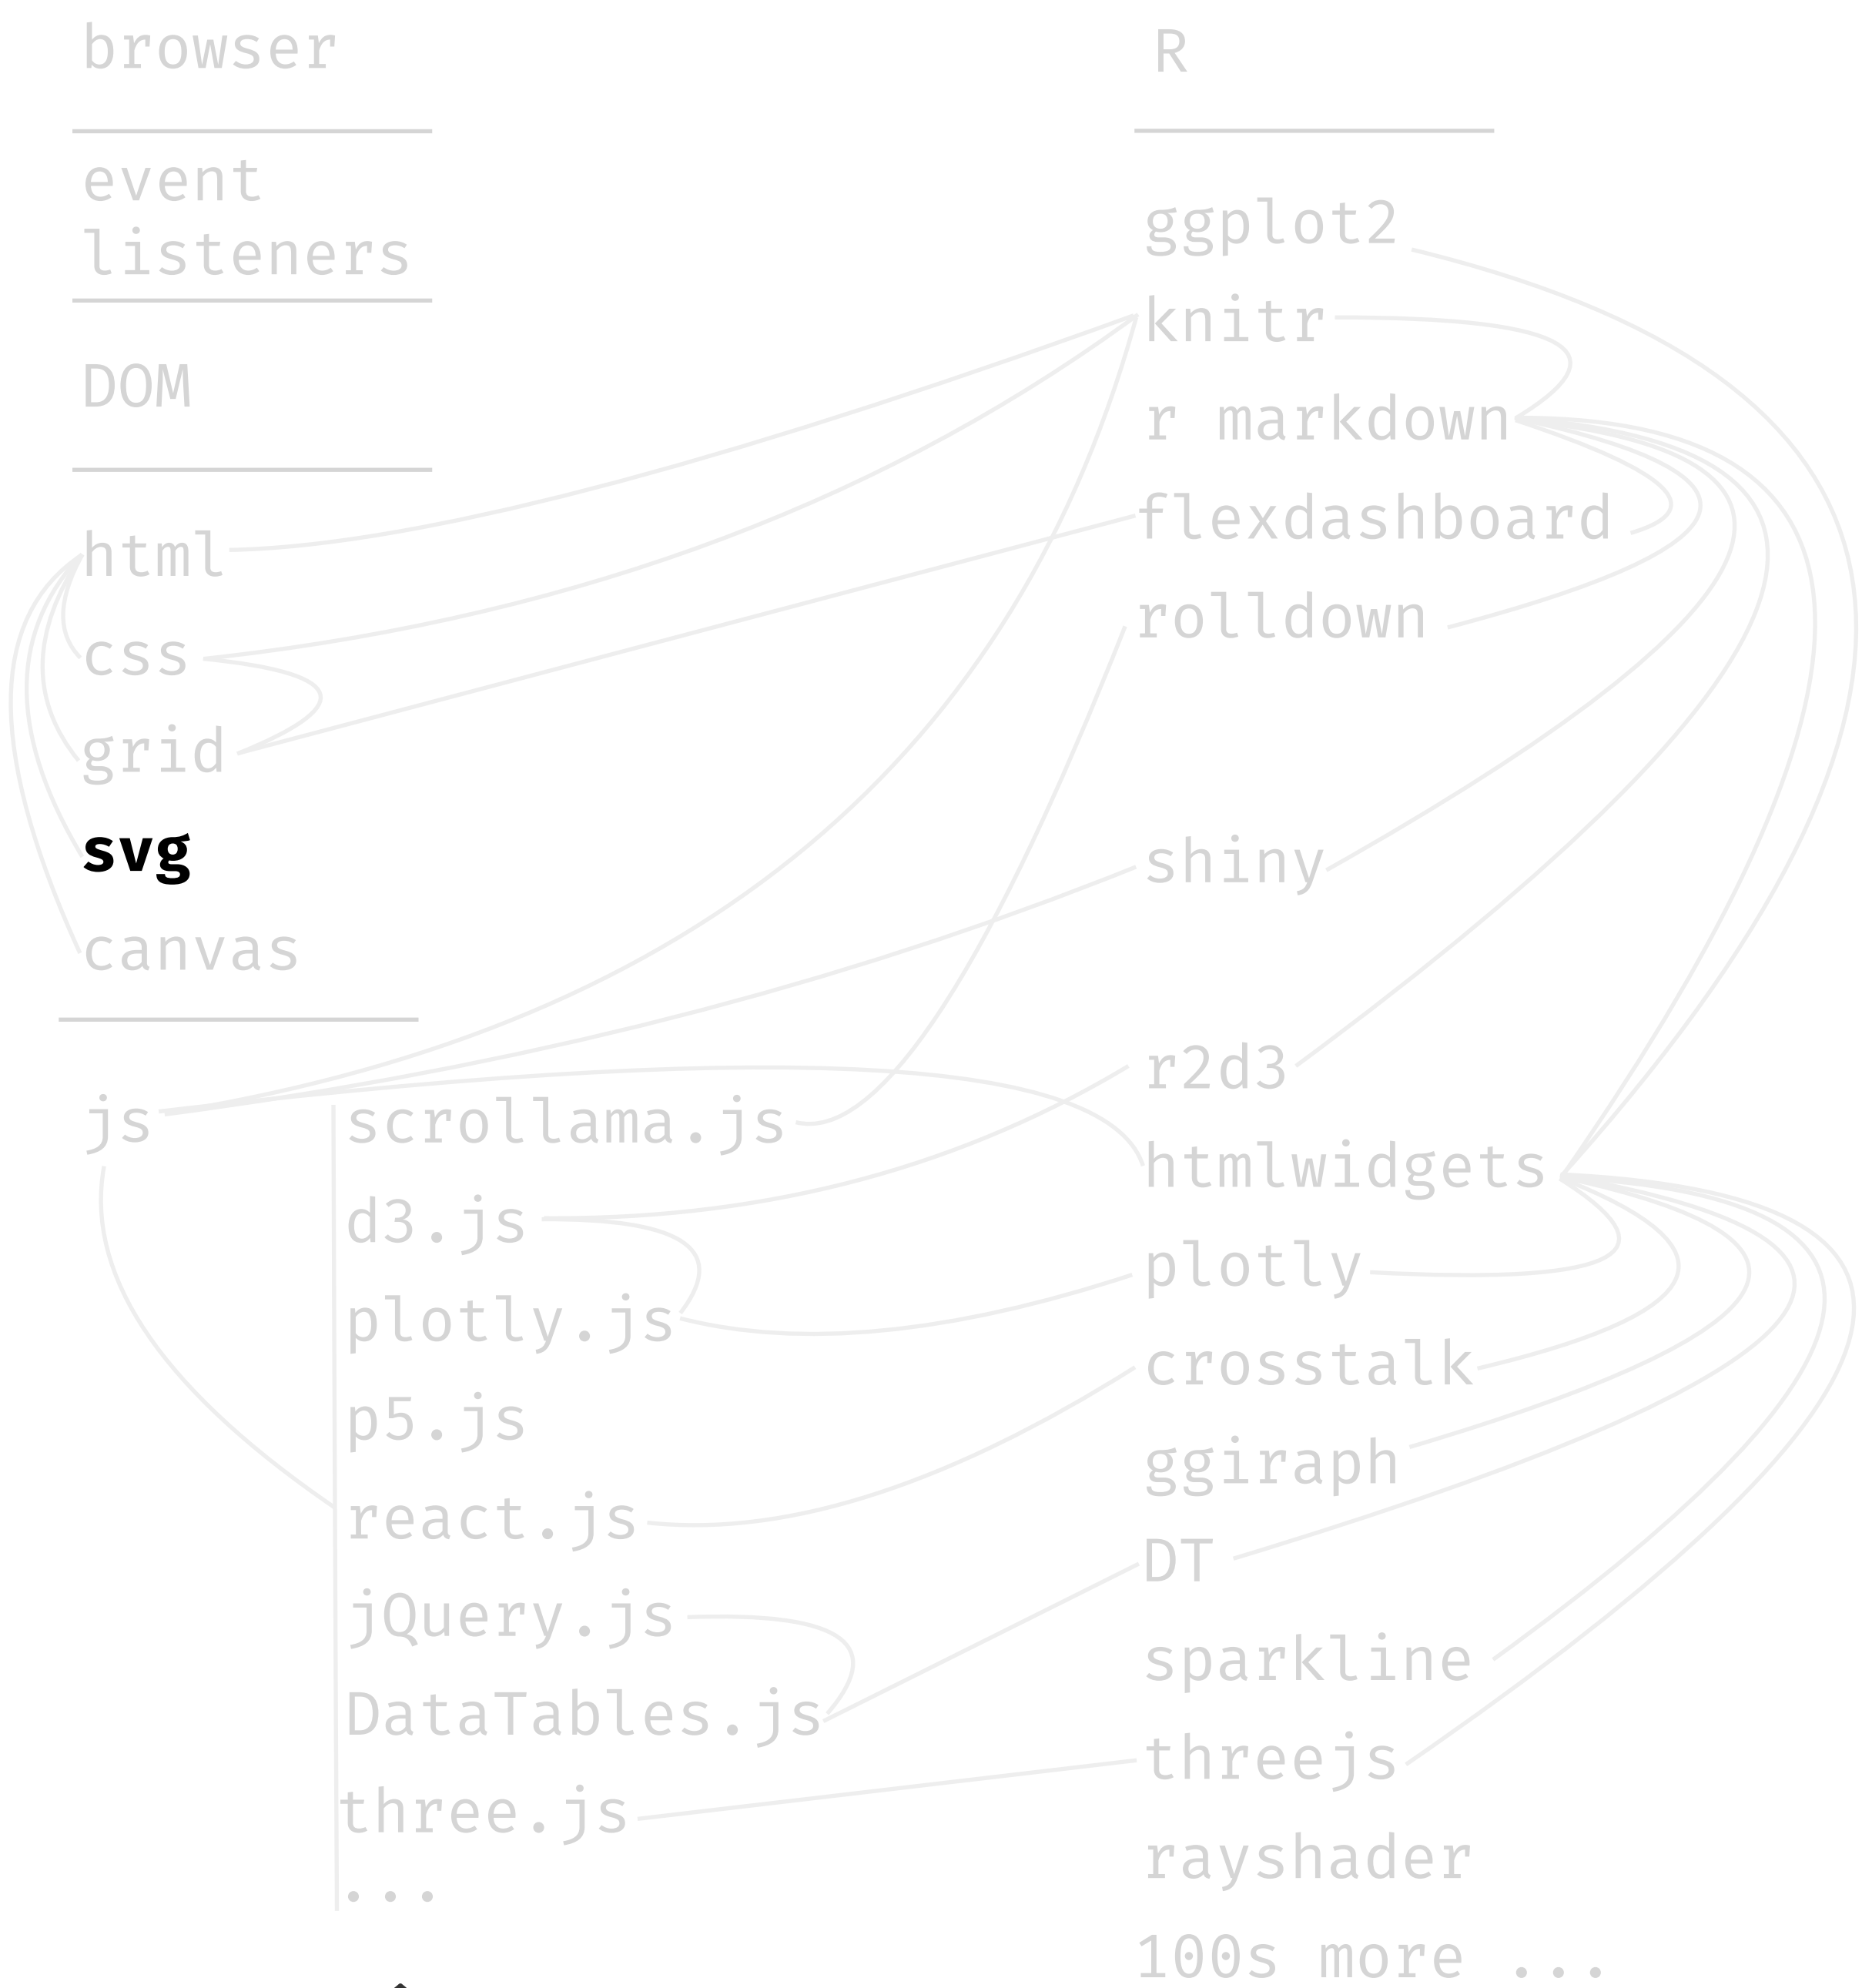 browser
event
listeners
DOM
html
css
grid
svg
canvas
js
scrollama.js
d3.js
plotly.js
p5.js
react.js
jQuery.js
DataTables.js
three.js
...
R
ggplot2
knitr
r markdown
flexdashboard
rolldown
shiny
r2d3
htmlwidgets
plotly
crosstalk
ggiraph
DT
sparkline
threejs
rayshader
100s more ...